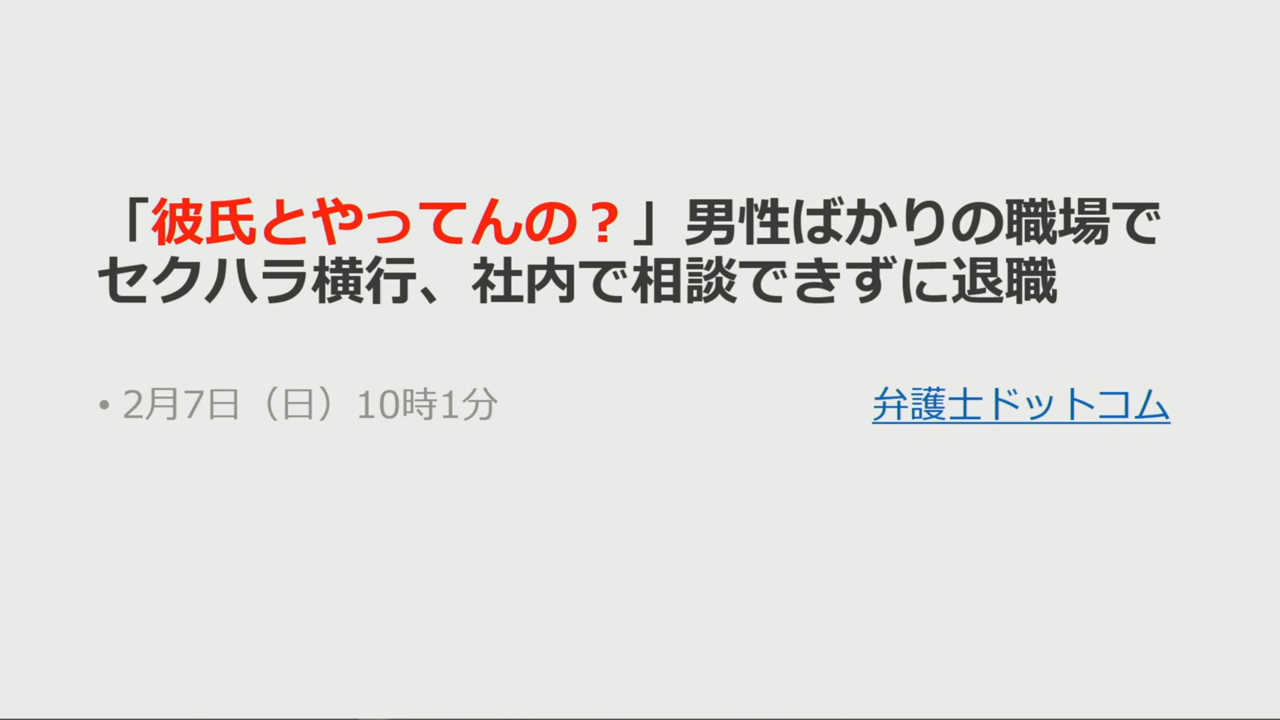 「彼氏とやってんの？」男性ばかりの職場で
セクハラ横行、社内で相談できずに退職
• 2月7日（日）10時1分 弁護士ドットコム